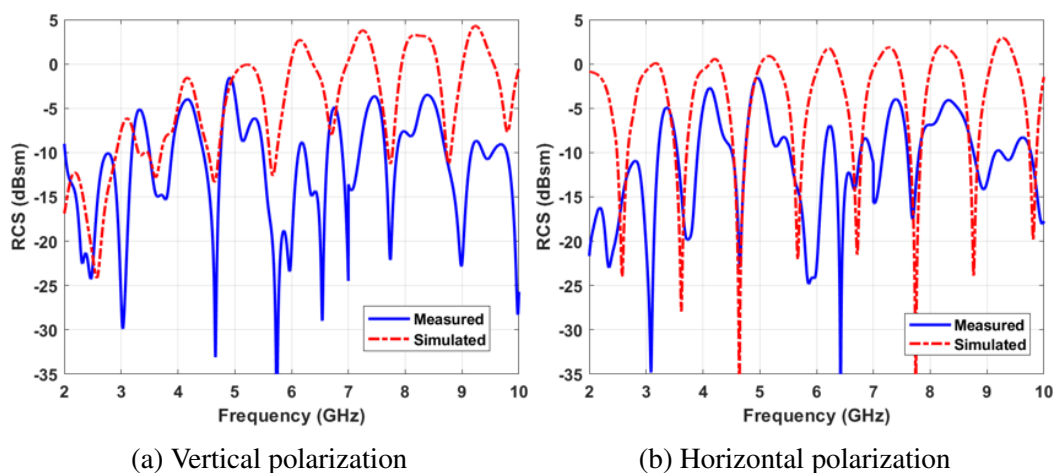 5
0
-5
-10
-15
-20
-25
-30
-35
RCS (dBsm)
Measured
Simulated
2 3 4 5 6 7 8 9 10
Frequency (GHz)
(a) Vertical polarization
5
0
-5
-10
-15
-20
-25
-30
-35
RCS (dBsm)
Measured
Simulated
2 3 4 5 6 7 8 9 10
Frequency (GHz)
(b) Horizontal polarization